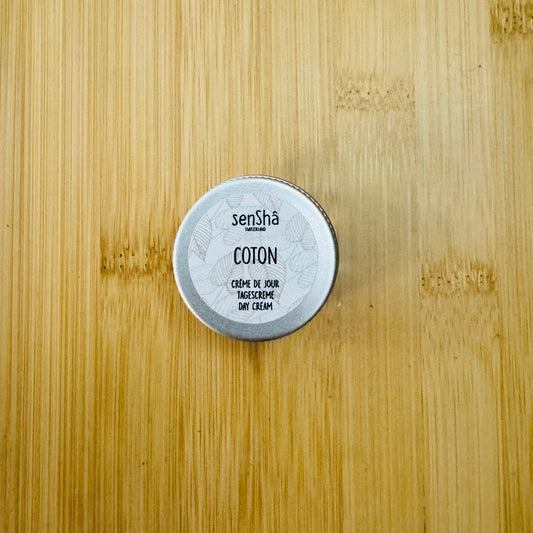 senShâ
SWITZERLAND
COTON
CRÈME DE JOUR
TAGESCREME
DAY CREAM